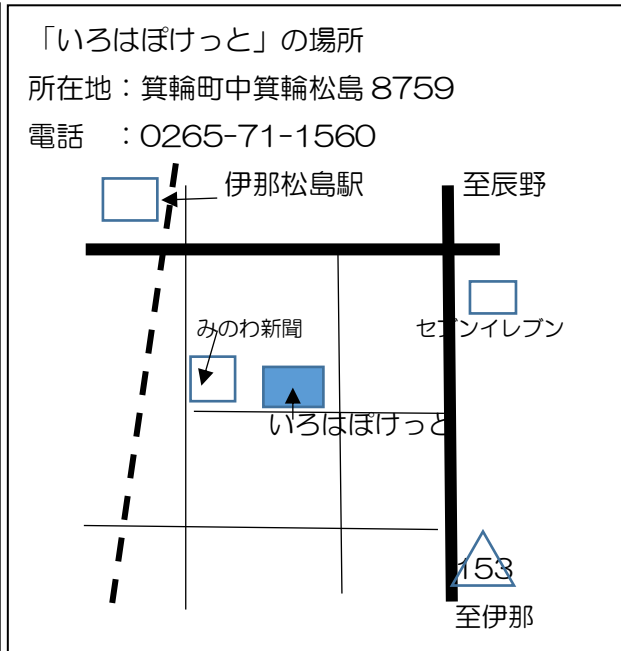 「いろはぽけっと」の場所
所在地：箕輪町中箕輪松島 8759
電話　：0265-71-1560
伊那松島駅
至辰野
みのわ新聞
セブンイレブン
いろはぽけっと
153
至伊那